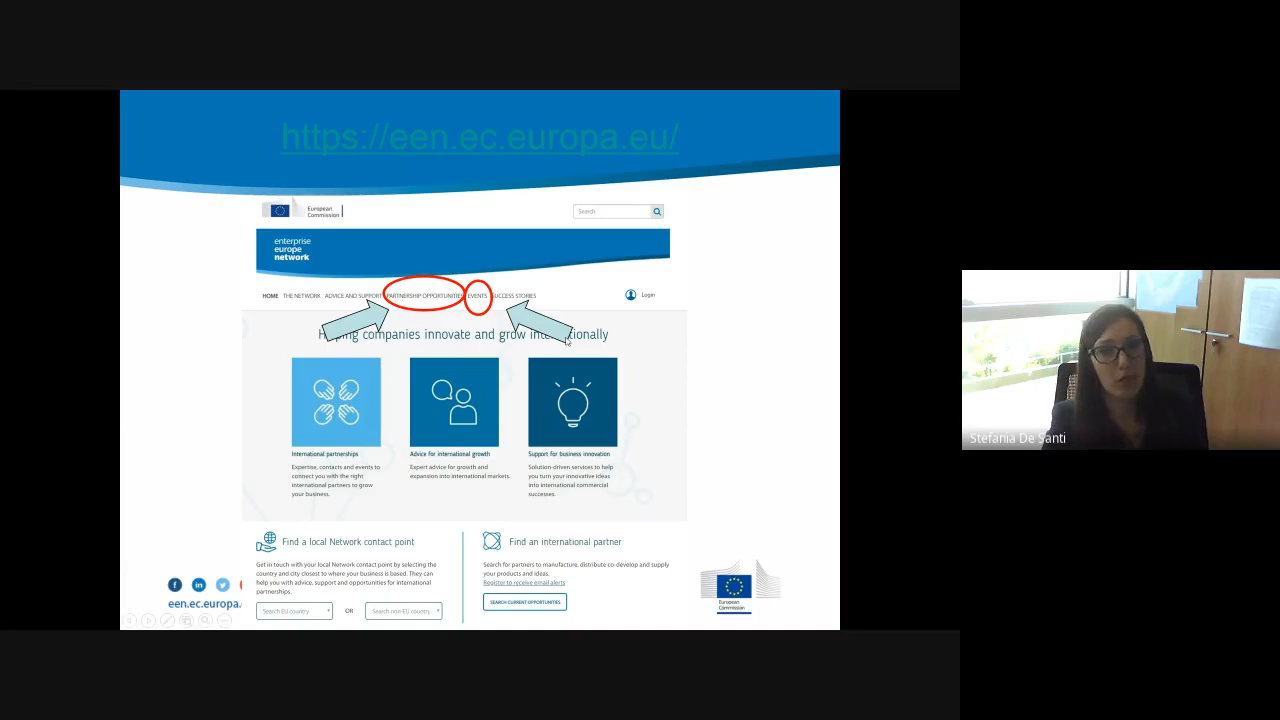 https://een.ec.europa.eu/
European
Commission
Search
enterprise
europe
network
HOME THE NETWORK ADVICE AND SUPPORT PARTNERSHIP OPPORTUNITIES EVENTS SUCCESS STORIES
Login
Helping companies innovate and grow internationally
International partnerships
Expertise, contacts and events to
connect you with the right
international partners to grow
your business.
Advice for international growth
Expert advice for growth and
expansion into international markets.
Support for business innovation
Solution-driven services to help
you turn your innovative ideas
into international commercial
successes.
Find a local Network contact point
Get in touch with your local Network contact point by selecting the
country and city closest to where your business is based. They can
help you with advice, support and opportunities for international
partnerships.
Search EU country
OR
Search non-EU country
Find an international partner
Search for partners to manufacture, distribute co-develop and supply
your products and ideas.
Register to receive email alerts
SEARCH CURRENT OPPORTUNITIES
een.ec.europa.
European
Commission
Stefania De Santi